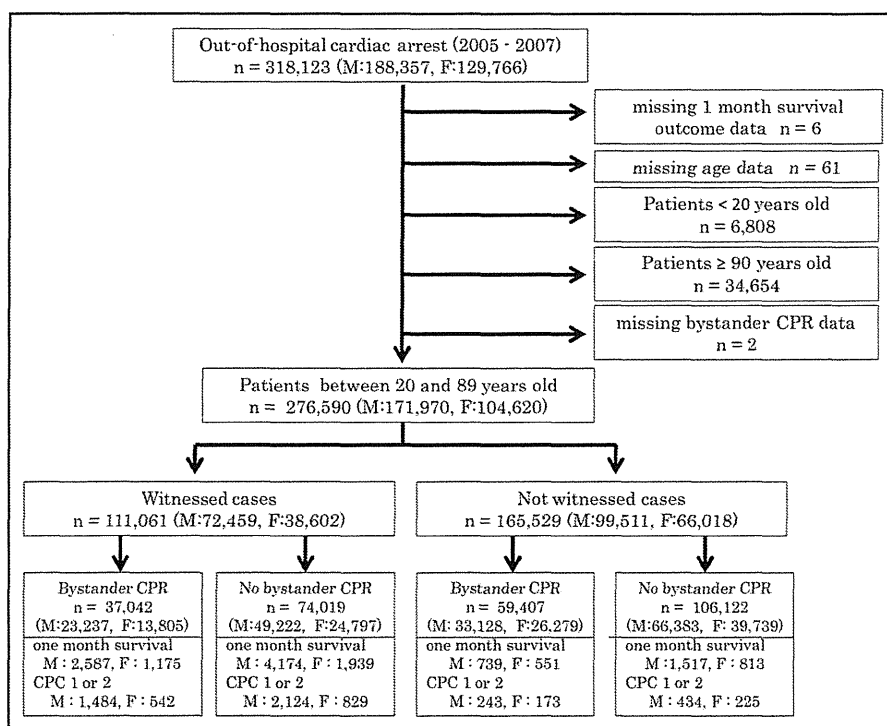 Out-of-hospital cardiac arrest (2005 - 2007)
n = 318,123 (M:188,357, F:129,766)
missing 1 month survival
outcome data n = 6
missing age data n = 61
Patients < 20 years old
n = 6,808
Patients ≥ 90 years old
n = 34,654
missing bystander CPR data
n = 2
Patients between 20 and 89 years old
n = 276,590 (M:171,970, F:104,620)
Witnessed cases
n = 111,061 (M:72,459, F:38,602)
Not witnessed cases
n = 165,529 (M:99,511, F:66,018)
Bystander CPR
n = 37,042
(M:23,237, F:13,805)
one month survival
M : 2,587, F : 1,175
CPC 1 or 2
M : 1,484, F : 542
No bystander CPR
n = 74,019
(M:49,222, F:24,797)
one month survival
M : 4,174, F : 1,939
CPC 1 or 2
M : 2,124, F : 829
Bystander CPR
n = 59,407
(M:33,128, F:26,279)
one month survival
M : 739, F : 551
CPC 1 or 2
M : 243, F : 173
No bystander CPR
n = 106,122
(M:66,383, F: 39,739)
one month survival
M :1,517, F : 813
CPC 1 or 2
M : 434, F : 225